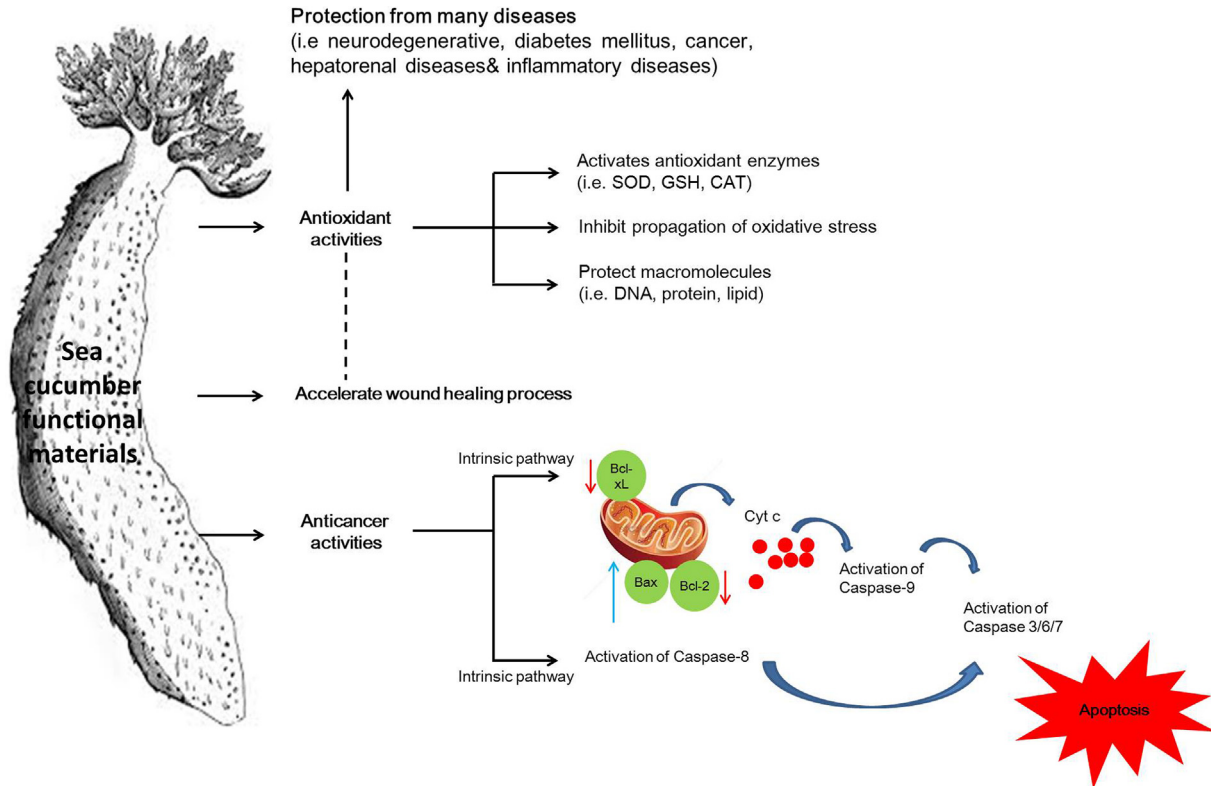 Protection from many diseases
(i.e neurodegenerative, diabetes mellitus, cancer,
hepatorenal diseases& inflammatory diseases)
Activates antioxidant enzymes
(i.e. SOD, GSH, CAT)
Antioxidant
activities
Inhibit propagation of oxidative stress
Protect macromolecules
(i.e. DNA, protein, lipid)
Sea
cucumber
functional
materials
Accelerate wound healing process
Intrinsic pathway
Bcl-
xL
Cyt c
Anticancer
activities
Bax
Bcl-2
Activation of
Caspase-9
Activation of
Caspase 3/6/7
Intrinsic pathway
Activation of Caspase-8
Apoptosis